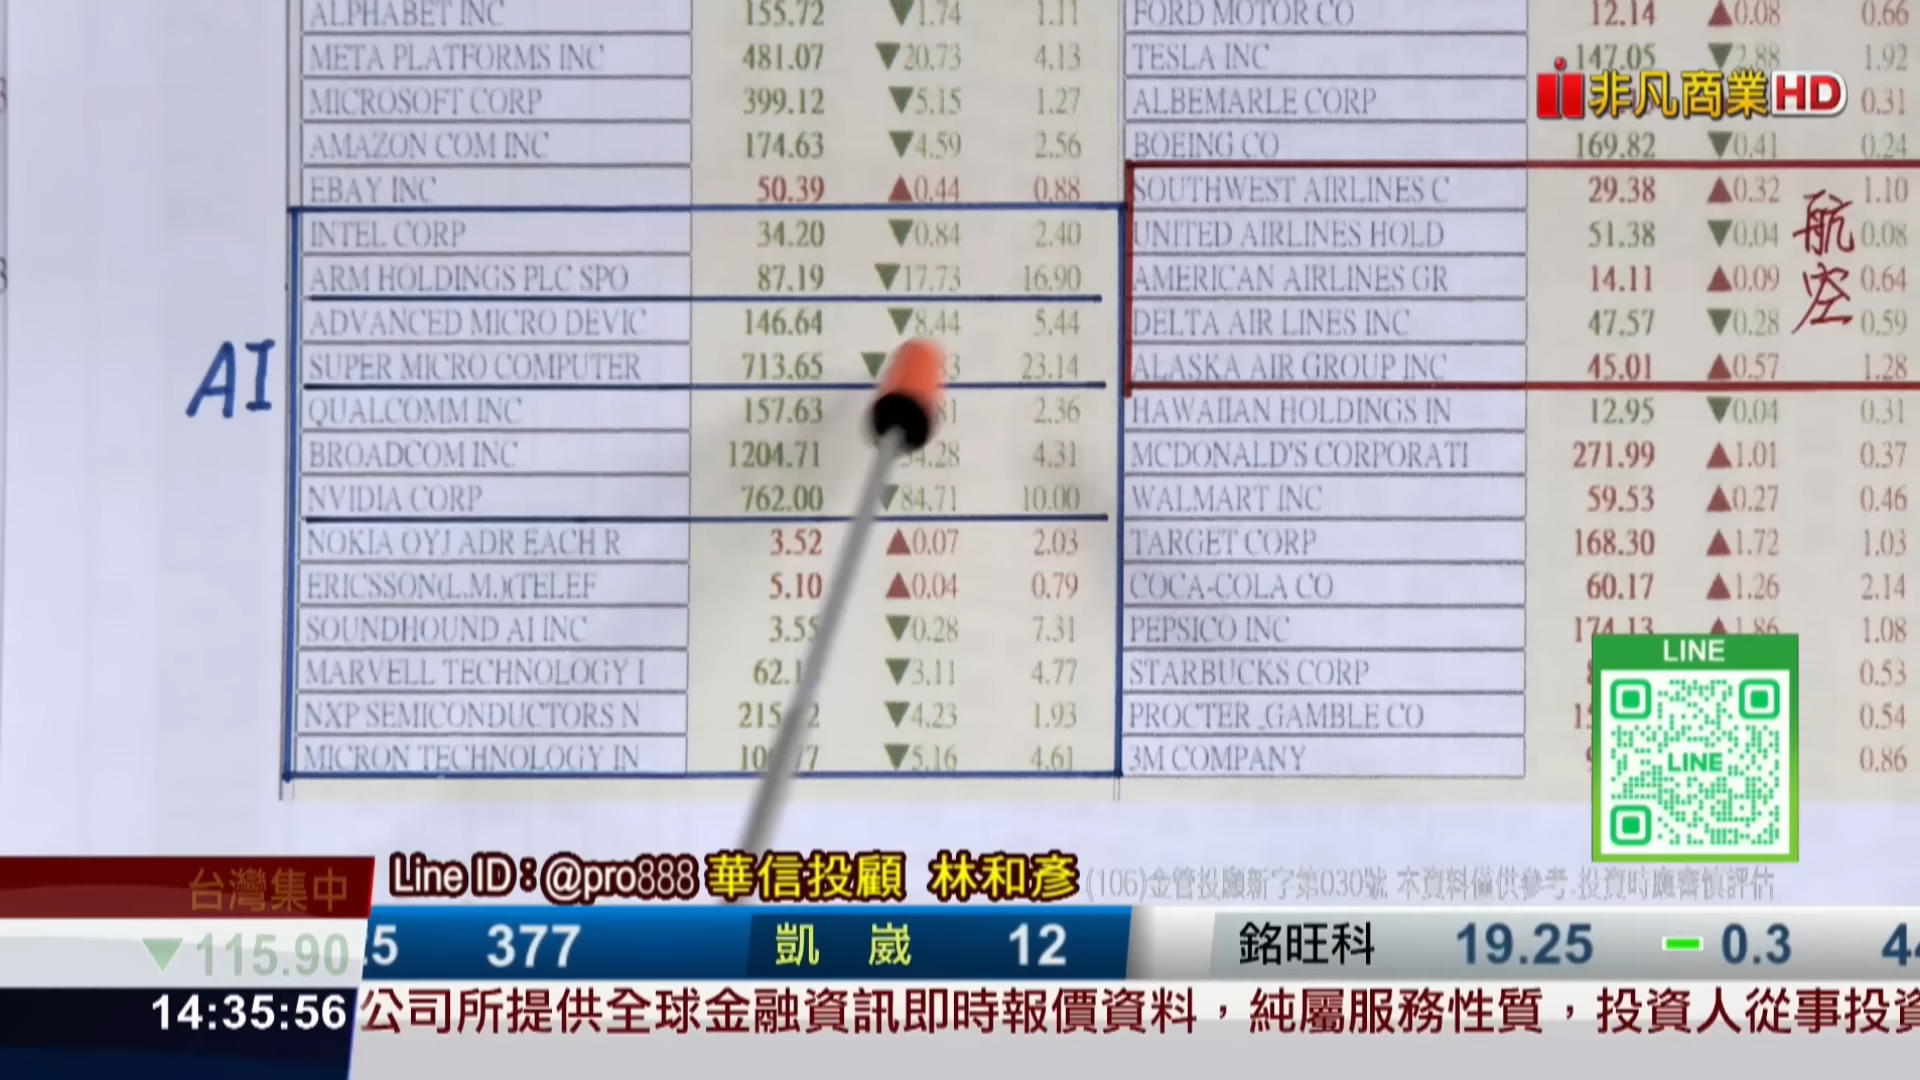 ALPHABET INC 155.72 ▼1.74 1.11
META PLATFORMS INC 481.07 ▼20.73 4.13
MICROSOFT CORP 399.12 ▼5.15 1.27
AMAZON COM INC 174.63 ▼4.59 2.56
EBAY INC 50.39 ▲0.44 0.88
INTEL CORP 34.20 ▼0.84 2.40
ARM HOLDINGS PLC SPO 87.19 ▼17.73 16.90
ADVANCED MICRO DEVIC 146.64 ▼8.44 5.44
SUPER MICRO COMPUTER 713.65 ▼ 23.14
QUALCOMM INC 157.63 2.36
BROADCOM INC 1204.71 4.31
NVIDIA CORP 762.00 ▼84.71 10.00
NOKIA OYJ ADR EACH R 3.52 ▲0.07 2.03
ERICSSON(L.M.)(TELEF 5.10 ▲0.04 0.79
SOUNDHOUND AI INC 3.55 ▼0.28 7.31
MARVELL TECHNOLOGY I ▼3.11 4.77
NXP SEMICONDUCTORS N ▼4.23 1.93
MICRON TECHNOLOGY IN ▼5.16 4.61
AI
FORD MOTOR CO 12.14 ▲0.08 0.66
TESLA INC 147.05 ▼2.88 1.92
ALBEMARLE CORP 0.31
BOEING CO 169.82 ▼0.41 0.24
SOUTHWEST AIRLINES C 29.38 ▲0.32 1.10
UNITED AIRLINES HOLD 51.38 ▼0.04 0.08
AMERICAN AIRLINES GR 14.11 ▲0.09 0.64
DELTA AIR LINES INC 47.57 ▼0.28 0.59
ALASKA AIR GROUP INC 45.01 ▲0.57 1.28
HAWAIIAN HOLDINGS IN 12.95 ▼0.04 0.31
MCDONALD'S CORPORATI 271.99 ▲1.01 0.37
WALMART INC 59.53 ▲0.27 0.46
TARGET CORP 168.30 ▲1.72 1.03
COCA-COLA CO 60.17 ▲1.26 2.14
PEPSICO INC 174.13 ▲1.86 1.08
STARBUCKS CORP 0.53
PROCTER _GAMBLE CO 0.54
3M COMPANY 0.86
航空
非凡商業HD
LINE
LINE
Line ID：@pro888 華信投顧 林和彥 (106)金管投顧新字第030號 本資料僅供參考.投資時應審慎評估
台灣集中
▼115.90
.5 377 凱崴 12 銘旺科 19.25 0.3 44
14:35:56 公司所提供全球金融資訊即時報價資料，純屬服務性質，投資人從事投資